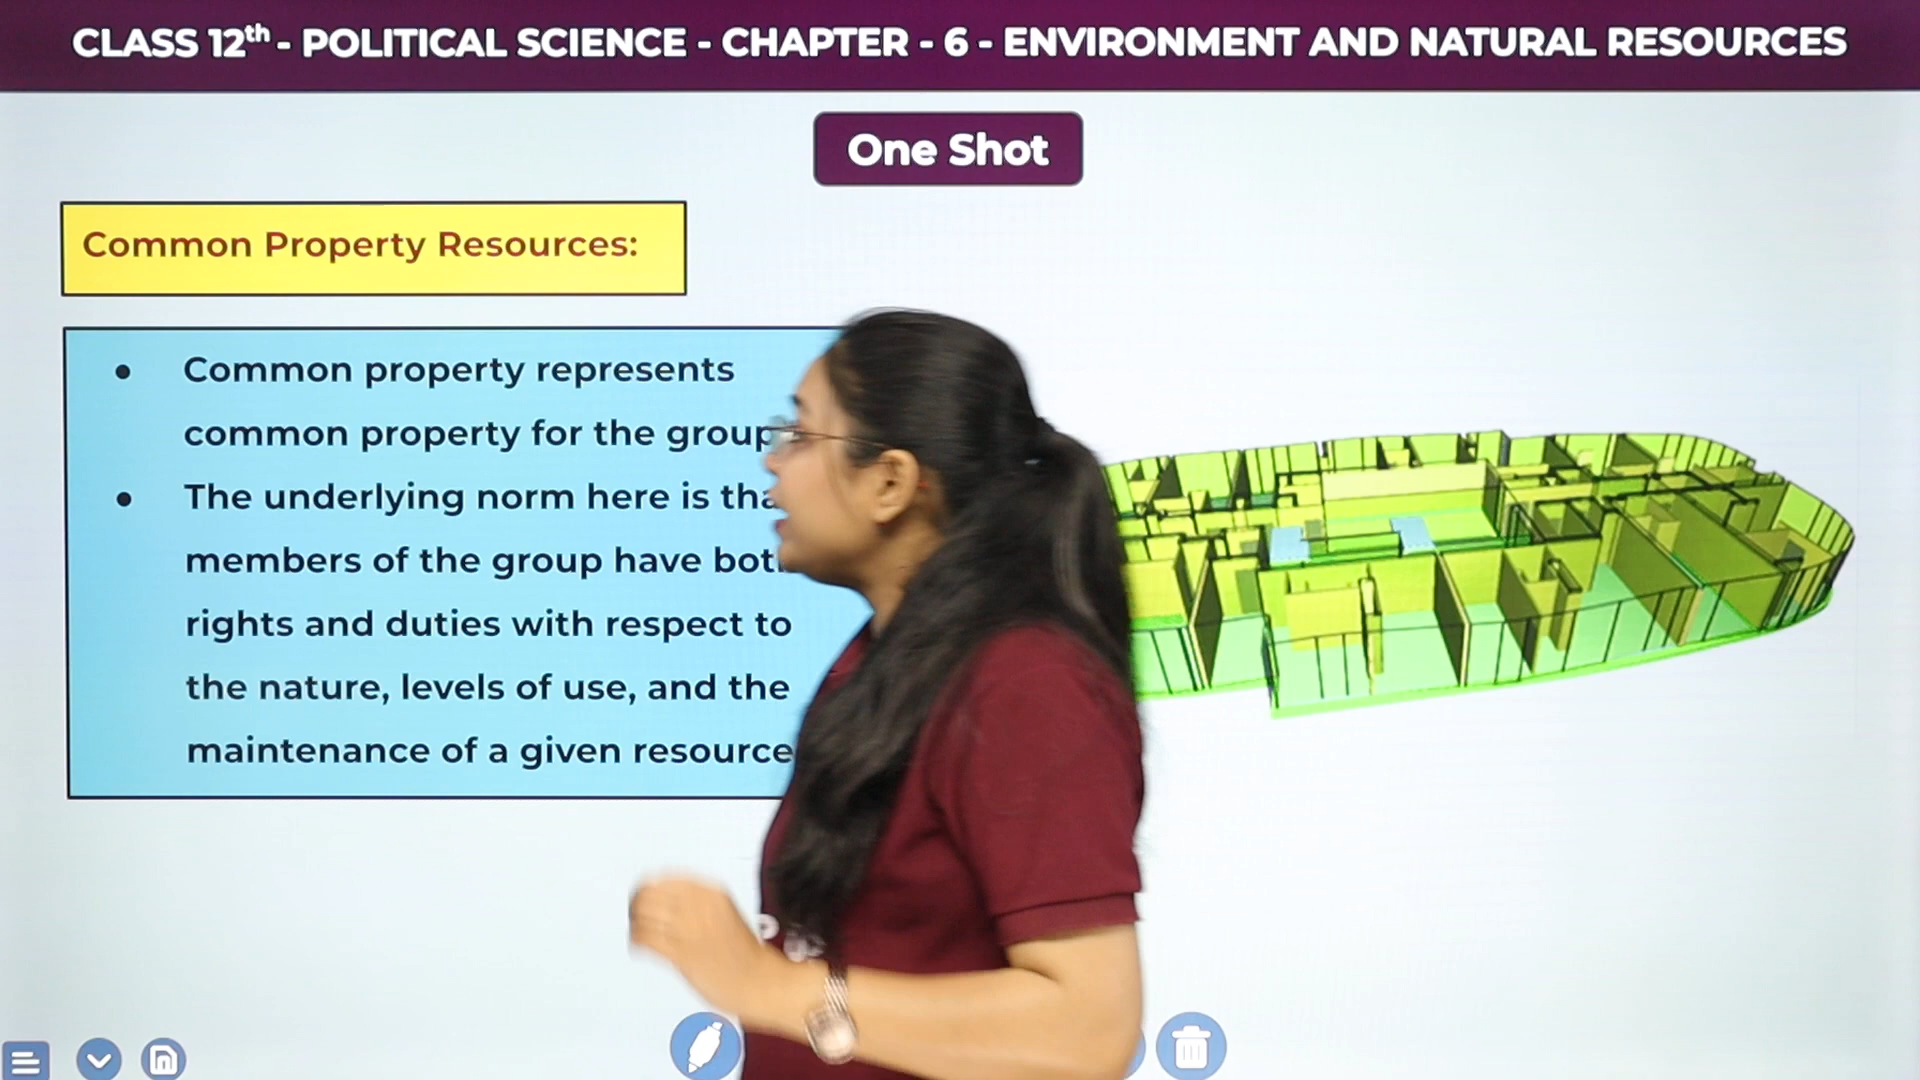 CLASS 12th - POLITICAL SCIENCE - CHAPTER - 6 - ENVIRONMENT AND NATURAL RESOURCES
One Shot
Common Property Resources:
• Common property represents
common property for the group
• The underlying norm here is
members of the group have
rights and duties with respect to
the nature, levels of use, and the
maintenance of a given resource